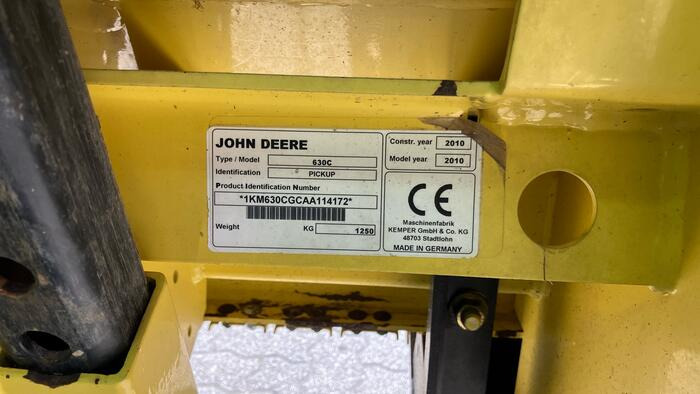 JOHN DEERE
Type / Model 630C
Identification PICKUP
Product Identification Number
*1KM630CGCAA114172*
Weight KG 1250
Constr. year 2010
Model year 2010
CE
Maschinenfabrik
KEMPER GmbH & Co. KG
48703 Stadtlohn
MADE IN GERMANY